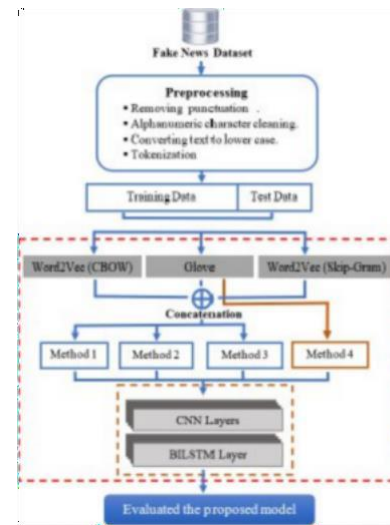 Fake News Dataset
Preprocessing
▪ Removing punctuation .
▪ Alphanumeric character cleaning.
▪ Converting text to lower case.
▪ Tokenization
Training Data Test Data
Word2Vec (CBOW) Glove Word2Vec (Skip-Gram)
Concatenation
Method 1 Method 2 Method 3 Method 4
CNN Layers
BILSTM Layer
Evaluated the proposed model